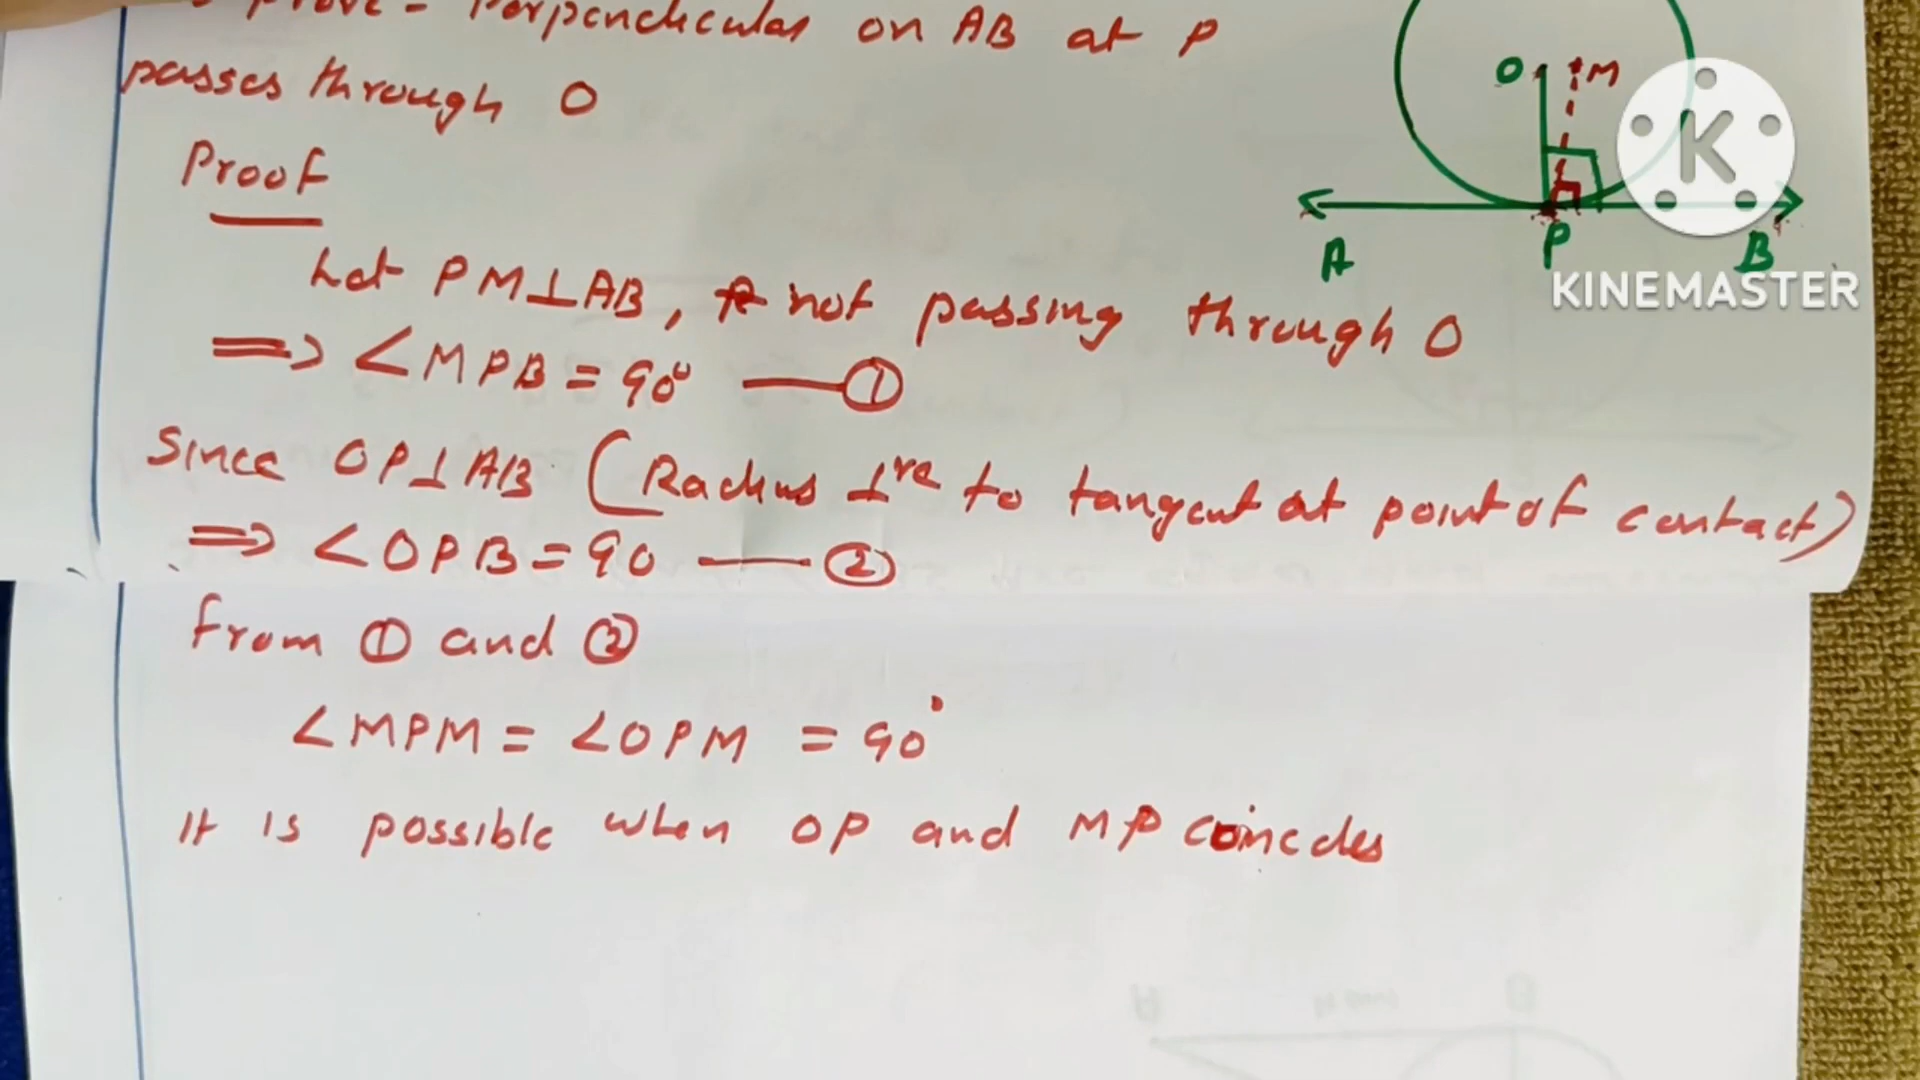 Prove - Perpendicular on AB at P
passes through O
Proof
Let PM⊥AB, not passing through O
⟹ ∠MPB = 90° ——①
Since OP⊥AB (Radius ⊥re to tangent at point of contact)
⟹ ∠OPB = 90 ——②
from ① and ②
∠MPM = ∠OPM = 90°
it is possible when OP and MP coincdes
O M
P
A B
K
KINEMASTER